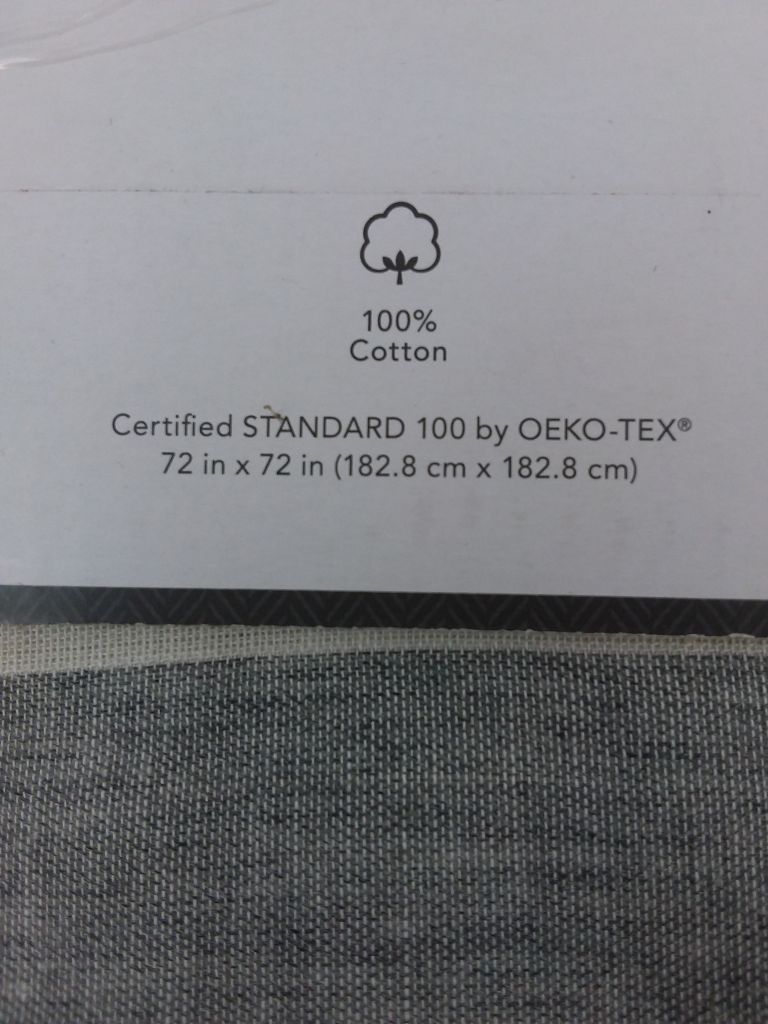 100%
Cotton
Certified STANDARD 100 by OEKO-TEX®
72 in x 72 in (182.8 cm x 182.8 cm)